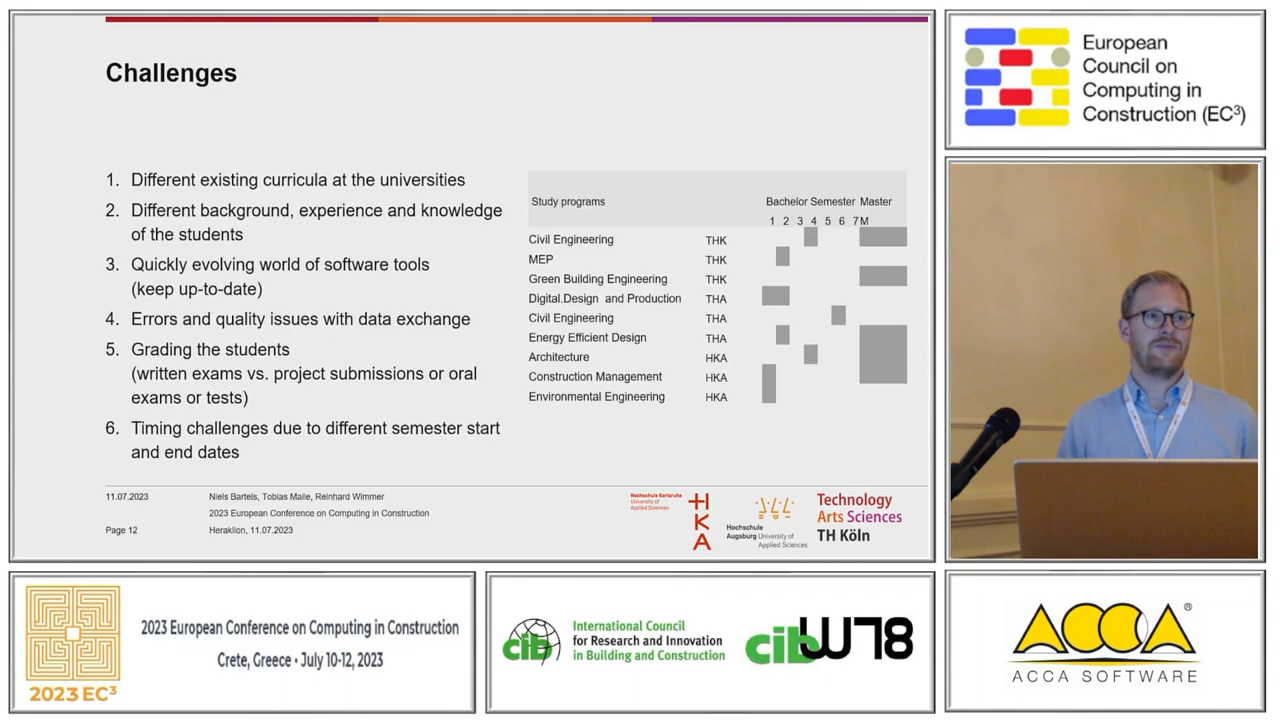 Challenges
1. Different existing curricula at the universities
2. Different background, experience and knowledge
of the students
3. Quickly evolving world of software tools
(keep up-to-date)
4. Errors and quality issues with data exchange
5. Grading the students
(written exams vs. project submissions or oral
exams or tests)
6. Timing challenges due to different semester start
and end dates
Study programs Bachelor Semester Master
1 2 3 4 5 6 7 M
Civil Engineering THK
MEP THK
Green Building Engineering THK
Digital.Design and Production THA
Civil Engineering THA
Energy Efficient Design THA
Architecture HKA
Construction Management HKA
Environmental Engineering HKA
11.07.2023 Niels Bartels, Tobias Maile, Reinhard Wimmer
2023 European Conference on Computing in Construction
Page 12 Heraklion, 11.07.2023
Hochschule Karlsruhe
University of
Applied Sciences
H
K
A
Hochschule
Augsburg University of
Applied Sciences
Technology
Arts Sciences
TH Köln
European
Council on
Computing in
Construction (EC³)
2023 EC³
2023 European Conference on Computing in Construction
Crete, Greece • July 10-12, 2023
cib
International Council
for Research and Innovation
in Building and Construction
cib W78
ACCA ®
ACCA SOFTWARE